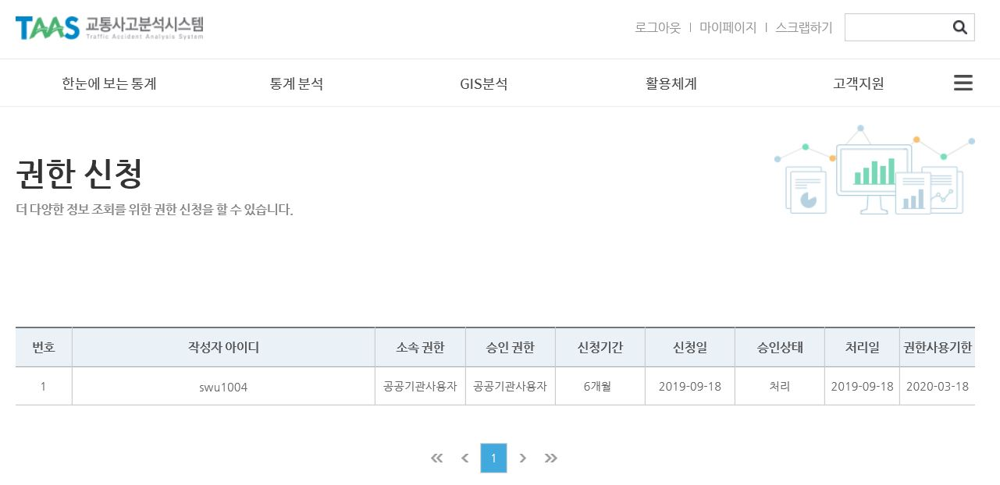 TAAS 교통사고분석시스템
Traffic Accident Analysis System
로그아웃 | 마이페이지 | 스크랩하기
한눈에 보는 통계 통계 분석 GIS분석 활용체계 고객지원
권한 신청
더 다양한 정보 조회를 위한 권한 신청을 할 수 있습니다.
번호 작성자 아이디 소속 권한 승인 권한 신청기간 신청일 승인상태 처리일 권한사용기한
1 swu1004 공공기관사용자 공공기관사용자 6개월 2019-09-18 처리 2019-09-18 2020-03-18
1